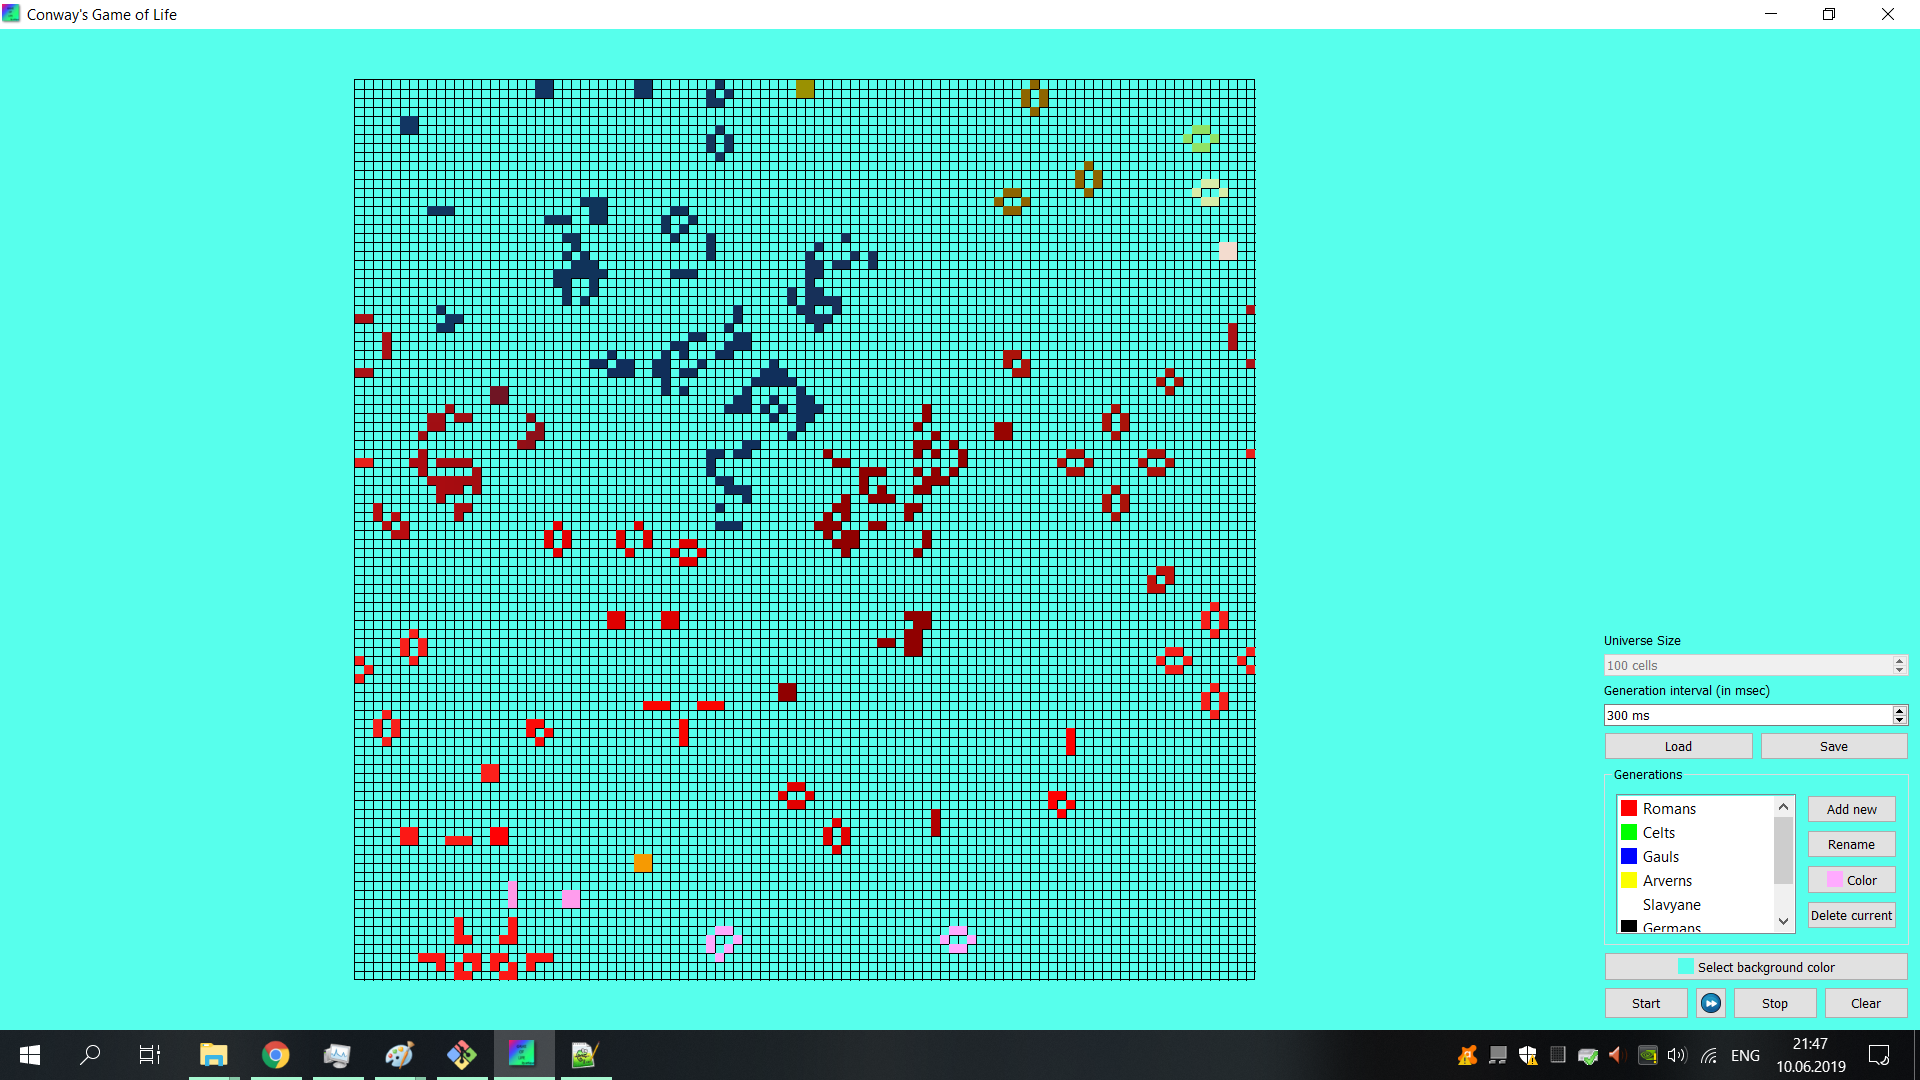 Conway's Game of Life
Universe Size
100 cells
Generation interval (in msec)
300 ms
Load
Save
Generations
Romans
Celts
Gauls
Arverns
Slavyane
Germans
Add new
Rename
Color
Delete current
Select background color
Start
Stop
Clear
ENG
21:47
10.06.2019